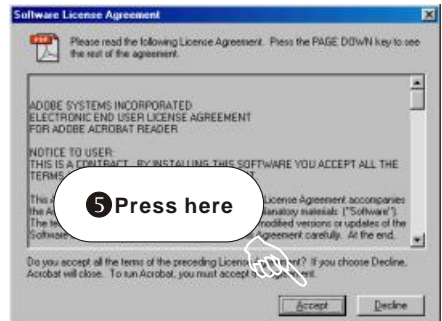 Software License Agreement
Please read the following License Agreement. Press the PAGE DOWN key to see
the rest of the agreement.
ADOBE SYSTEMS INCORPORATED
ELECTRONIC END USER LICENSE AGREEMENT
FOR ADOBE ACROBAT READER
NOTICE TO USER:
THIS IS A CONTRACT. BY INSTALLING THIS SOFTWARE YOU ACCEPT ALL THE
TERMS
This License Agreement accompanies
the materials ("Software").
The modified versions or updates of the
Software Agreement carefully. At the end,
❺Press here
Do you accept all the terms of the preceding License? If you choose Decline,
Acrobat will close. To run Acrobat, you must accept
Accept
Decline